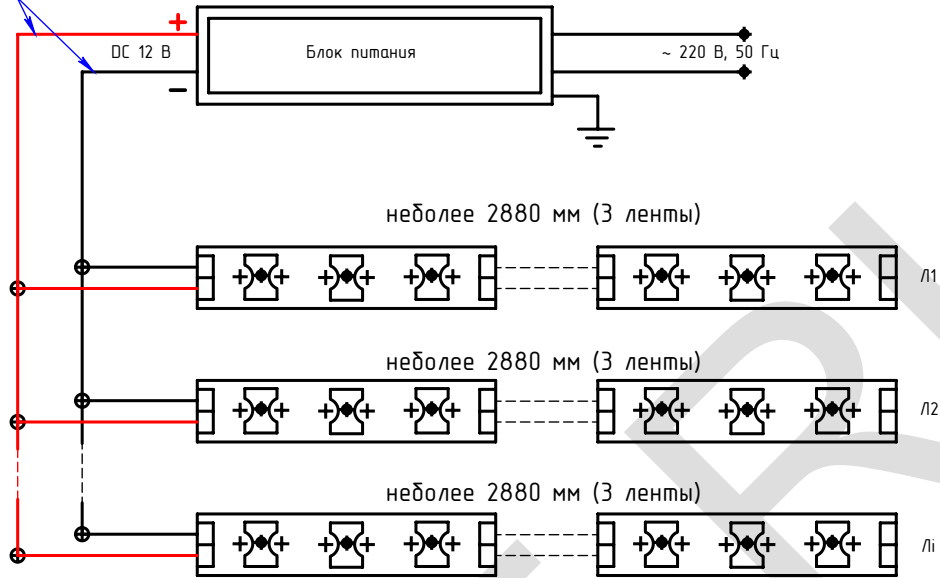 +
DC 12 В
Блок питания
~ 220 В, 50 Гц
−
неболее 2880 мм (3 ленты)
Л1
неболее 2880 мм (3 ленты)
Л2
неболее 2880 мм (3 ленты)
Лi